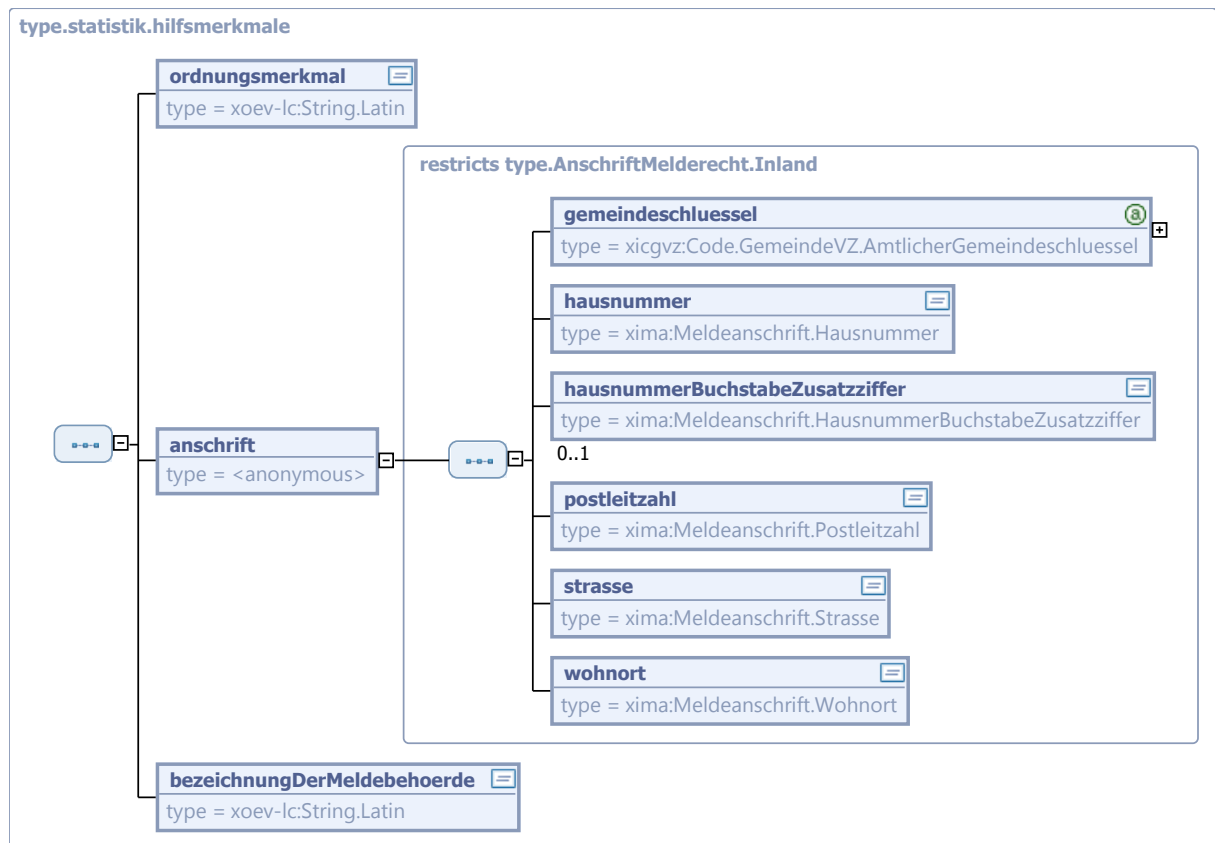 type.statistik.hilfsmerkmale
ordnungsmerkmal
type = xoev-lc:String.Latin
restricts type.AnschriftMelderecht.Inland
gemeindeschluessel
type = xicgvz:Code.GemeindeVZ.AmtlicherGemeindeschluessel
hausnummer
type = xima:Meldeanschrift.Hausnummer
hausnummerBuchstabeZusatzziffer
type = xima:Meldeanschrift.HausnummerBuchstabeZusatzziffer
0..1
anschrift
type = <anonymous>
postleitzahl
type = xima:Meldeanschrift.Postleitzahl
strasse
type = xima:Meldeanschrift.Strasse
wohnort
type = xima:Meldeanschrift.Wohnort
bezeichnungDerMeldebehoerde
type = xoev-lc:String.Latin